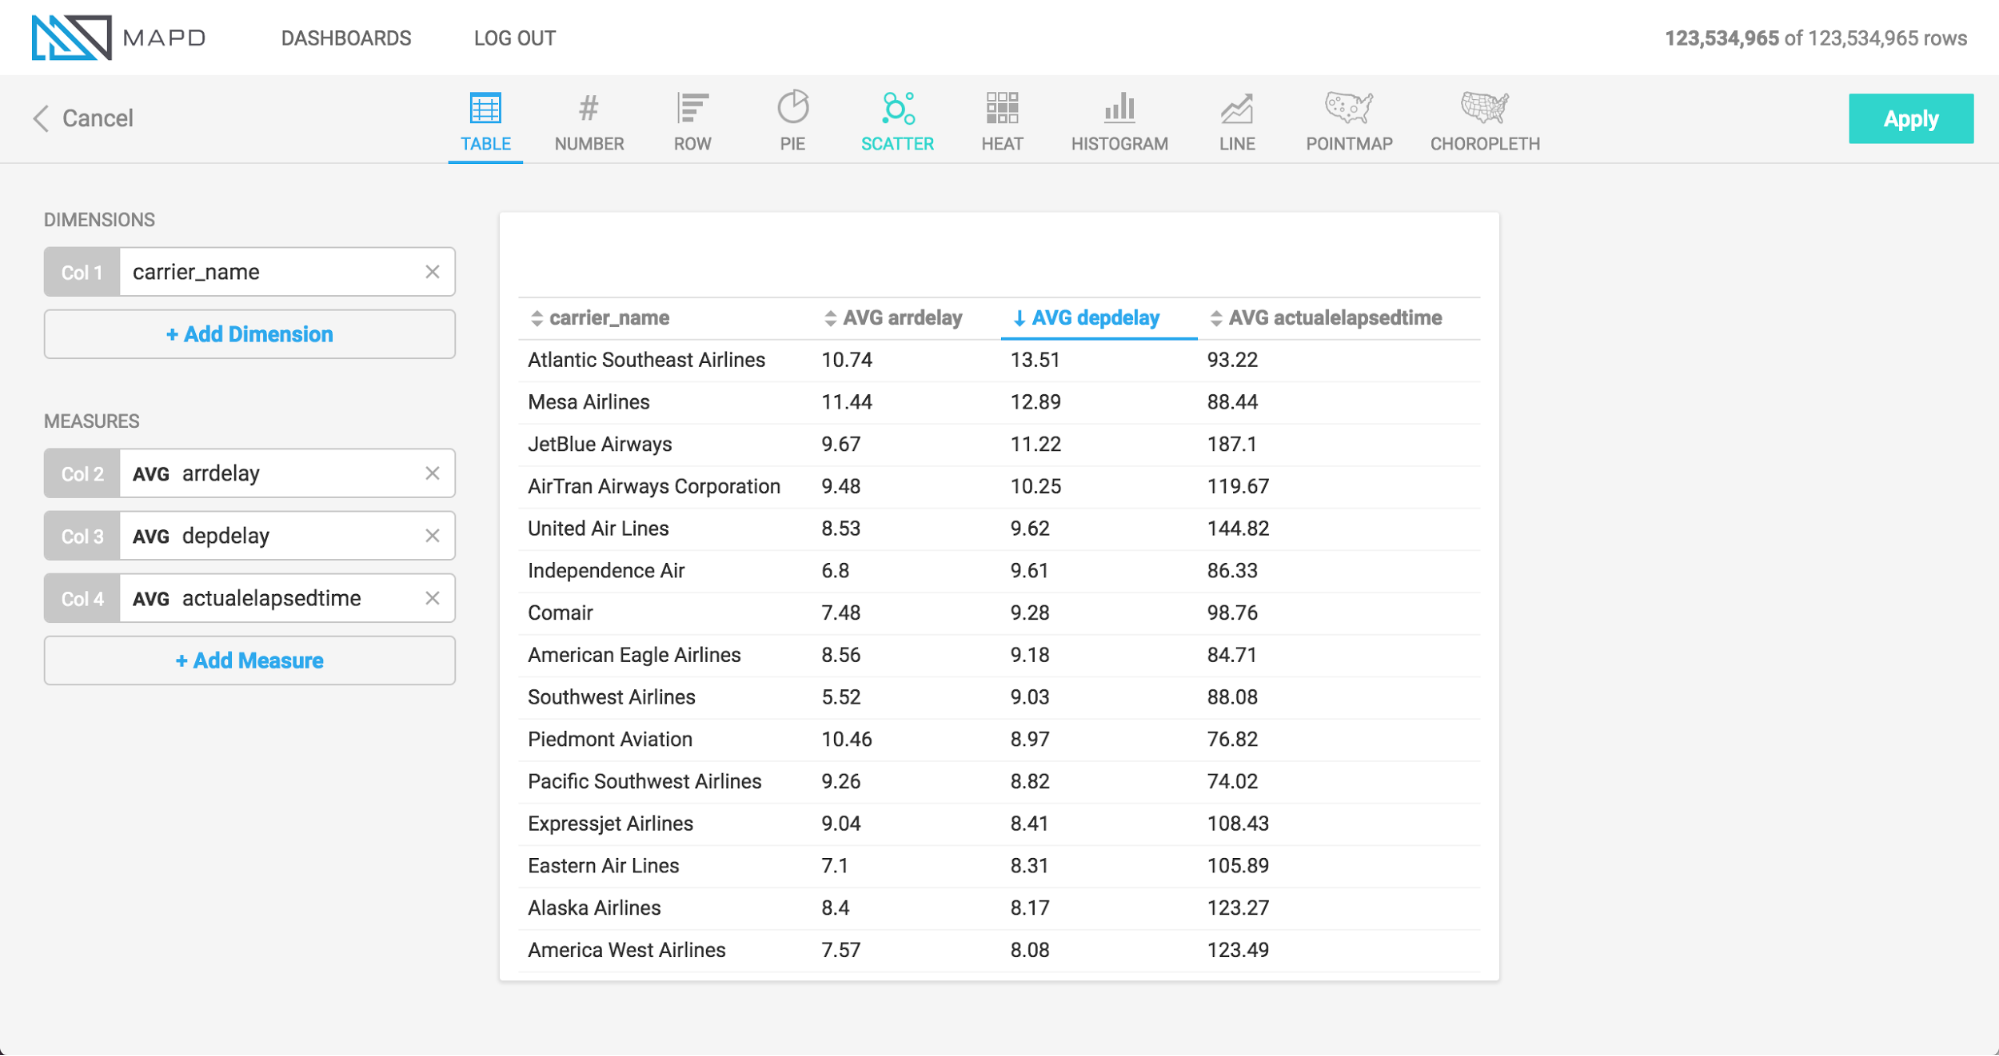 MAPD DASHBOARDS LOG OUT 123,534,965 of 123,534,965 rows
Cancel TABLE # NUMBER ROW PIE SCATTER HEAT HISTOGRAM LINE POINTMAP CHOROPLETH Apply
DIMENSIONS
Col 1 carrier_name ×
+ Add Dimension
MEASURES
Col 2 AVG arrdelay ×
Col 3 AVG depdelay ×
Col 4 AVG actualelapsedtime ×
+ Add Measure
carrier_name AVG arrdelay ↓ AVG depdelay AVG actualelapsedtime
Atlantic Southeast Airlines 10.74 13.51 93.22
Mesa Airlines 11.44 12.89 88.44
JetBlue Airways 9.67 11.22 187.1
AirTran Airways Corporation 9.48 10.25 119.67
United Air Lines 8.53 9.62 144.82
Independence Air 6.8 9.61 86.33
Comair 7.48 9.28 98.76
American Eagle Airlines 8.56 9.18 84.71
Southwest Airlines 5.52 9.03 88.08
Piedmont Aviation 10.46 8.97 76.82
Pacific Southwest Airlines 9.26 8.82 74.02
Expressjet Airlines 9.04 8.41 108.43
Eastern Air Lines 7.1 8.31 105.89
Alaska Airlines 8.4 8.17 123.27
America West Airlines 7.57 8.08 123.49